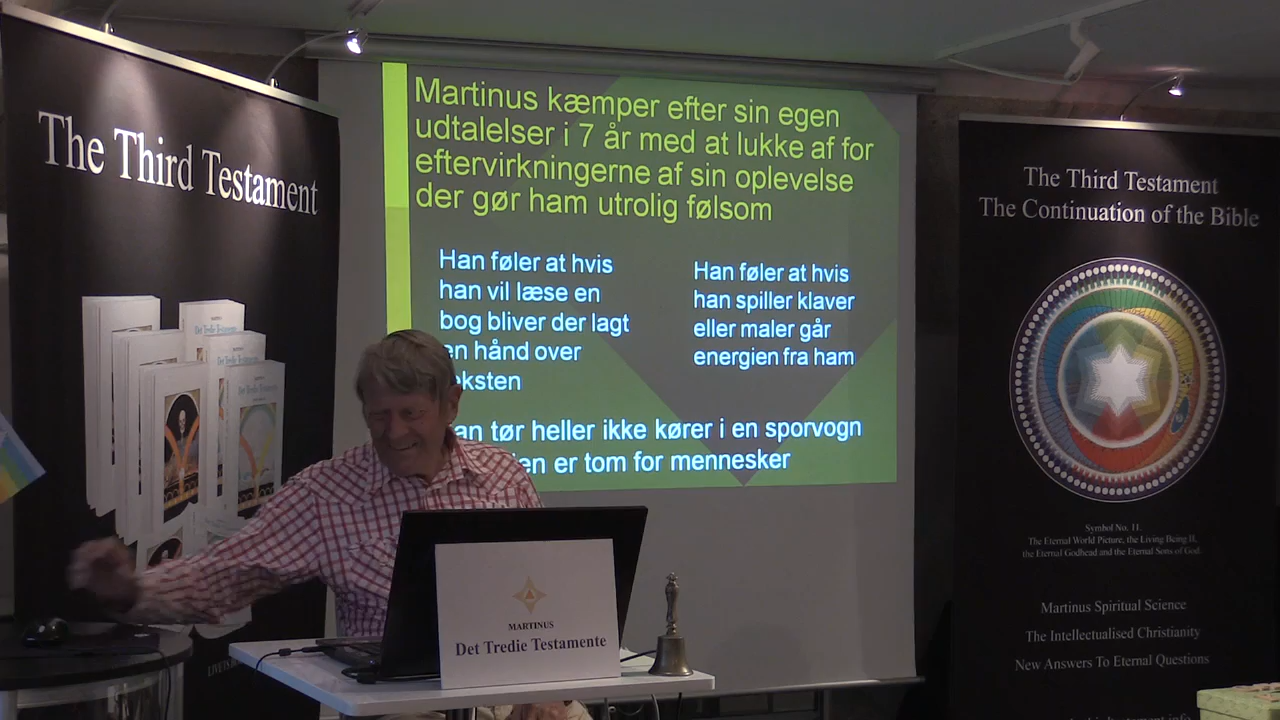 The Third Testament
Martinus kæmper efter sin egen
udtalelser i 7 år med at lukke af for
eftervirkningerne af sin oplevelse
der gør ham utrolig følsom
Han føler at hvis
han vil læse en
bog bliver der lagt
en hånd over
eksten
Han føler at hvis
han spiller klaver
eller maler går
energien fra ham
an tør heller ikke kører i en sporvogn
en er tom for mennesker
MARTINUS
Det Tredie Testamente
The Third Testament
The Continuation of the Bible
Symbol No. 11.
The Eternal World Picture, the Living Being II,
the Eternal Godhead and the Eternal Sons of God.
Martinus Spiritual Science
The Intellectualised Christianity
New Answers To Eternal Questions